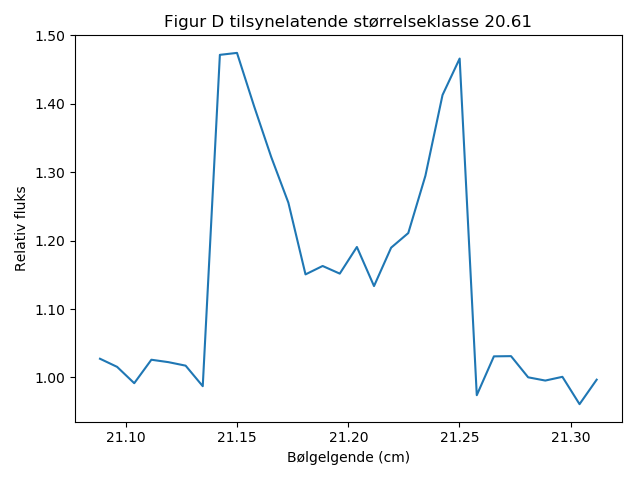 Figur D tilsynelatende størrelseklasse 20.61
Relativ fluks
1.50
1.40
1.30
1.20
1.10
1.00
21.10 21.15 21.20 21.25 21.30
Bølgelgende (cm)